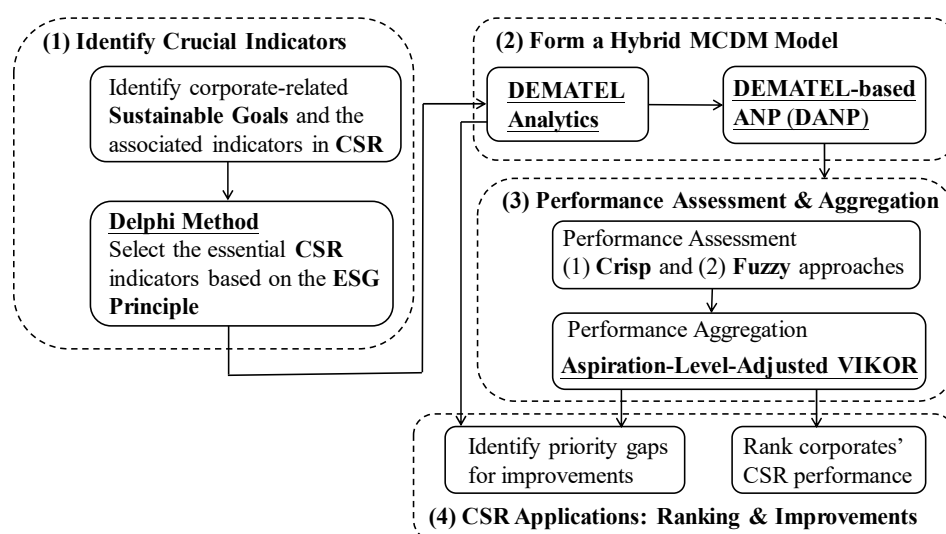 (1) Identify Crucial Indicators
Identify corporate-related
Sustainable Goals and the
associated indicators in CSR
Delphi Method
Select the essential CSR
indicators based on the ESG
Principle
(2) Form a Hybrid MCDM Model
DEMATEL
Analytics
DEMATEL-based
ANP (DANP)
(3) Performance Assessment & Aggregation
Performance Assessment
(1) Crisp and (2) Fuzzy approaches
Performance Aggregation
Aspiration-Level-Adjusted VIKOR
Identify priority gaps
for improvements
Rank corporates’
CSR performance
(4) CSR Applications: Ranking & Improvements